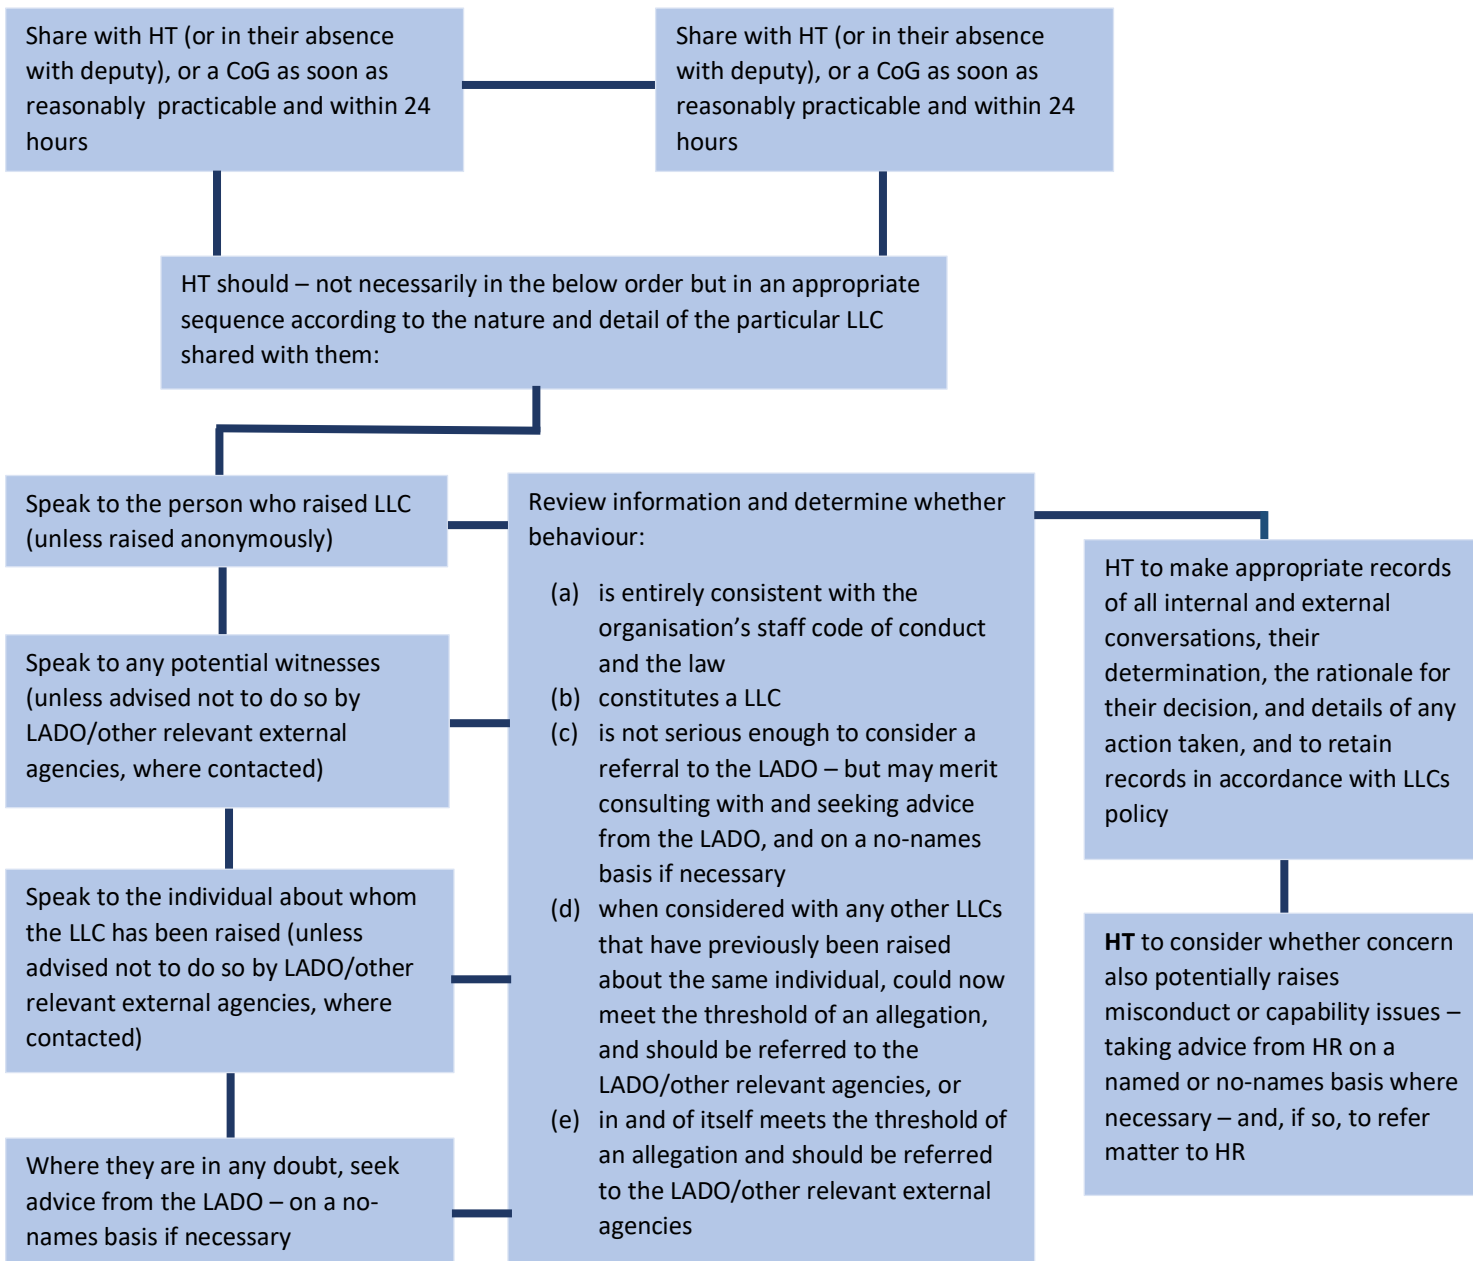 Share with HT (or in their absence
with deputy), or a CoG as soon as
reasonably practicable and within 24
hours
Share with HT (or in their absence
with deputy), or a CoG as soon as
reasonably practicable and within 24
hours
HT should – not necessarily in the below order but in an appropriate
sequence according to the nature and detail of the particular LLC
shared with them:
Speak to the person who raised LLC
(unless raised anonymously)
Speak to any potential witnesses
(unless advised not to do so by
LADO/other relevant external
agencies, where contacted)
Speak to the individual about whom
the LLC has been raised (unless
advised not to do so by LADO/other
relevant external agencies, where
contacted)
Where they are in any doubt, seek
advice from the LADO – on a no-
names basis if necessary
Review information and determine whether
behaviour:
(a) is entirely consistent with the
organisation’s staff code of conduct
and the law
(b) constitutes a LLC
(c) is not serious enough to consider a
referral to the LADO – but may merit
consulting with and seeking advice
from the LADO, and on a no-names
basis if necessary
(d) when considered with any other LLCs
that have previously been raised
about the same individual, could now
meet the threshold of an allegation,
and should be referred to the
LADO/other relevant agencies, or
(e) in and of itself meets the threshold of
an allegation and should be referred
to the LADO/other relevant external
agencies
HT to make appropriate records
of all internal and external
conversations, their
determination, the rationale for
their decision, and details of any
action taken, and to retain
records in accordance with LLCs
policy
HT to consider whether concern
also potentially raises
misconduct or capability issues –
taking advice from HR on a
named or no-names basis where
necessary – and, if so, to refer
matter to HR